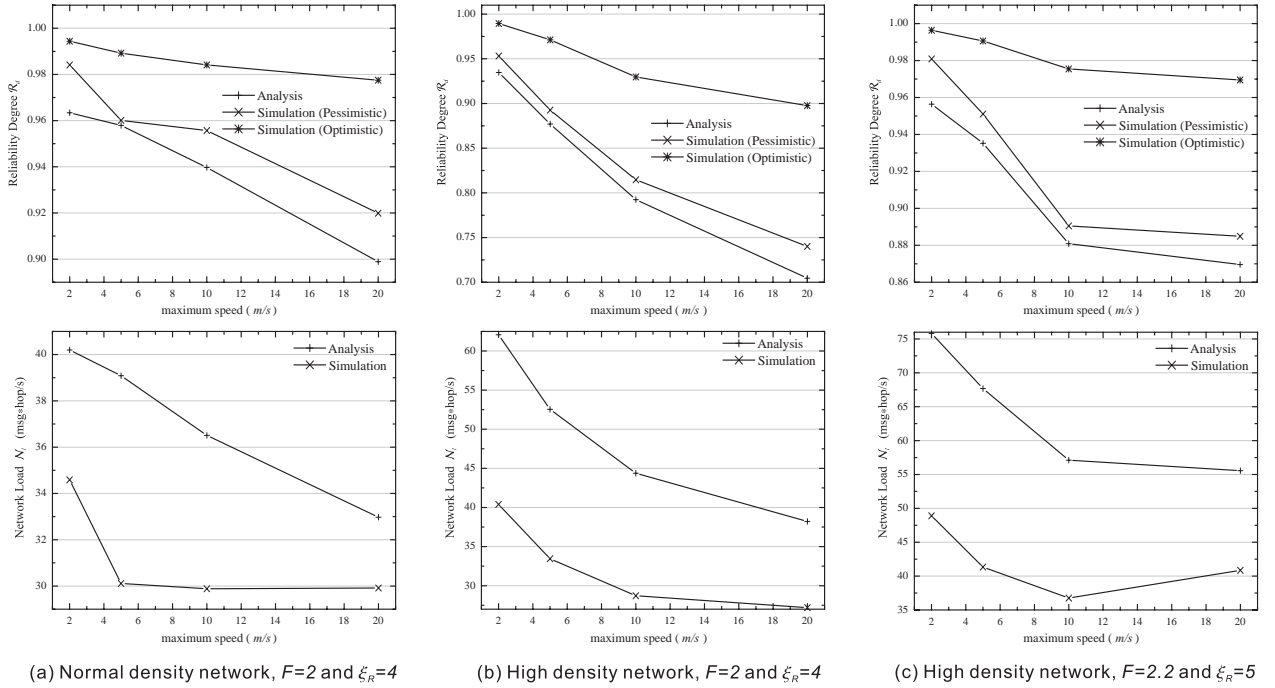 1.00
0.98
0.96
0.94
0.92
0.90
Reliability Degree ℛd
Analysis
Simulation (Pessimistic)
Simulation (Optimistic)
2 4 6 8 10 12 14 16 18 20
maximum speed ( m/s )
1.00
0.95
0.90
0.85
0.80
0.75
0.70
Reliability Degree ℛd
Analysis
Simulation (Pessimistic)
Simulation (Optimistic)
2 4 6 8 10 12 14 16 18 20
maximum speed ( m/s )
1.00
0.98
0.96
0.94
0.92
0.90
0.88
0.86
Reliability Degree ℛd
Analysis
Simulation (Pessimistic)
Simulation (Optimistic)
2 4 6 8 10 12 14 16 18 20
maximum speed ( m/s )
40
38
36
34
32
30
Network Load 𝒩l (msg*hop/s)
Analysis
Simulation
2 4 6 8 10 12 14 16 18 20
maximum speed ( m/s )
60
55
50
45
40
35
30
Network Load 𝒩l (msg*hop/s)
Analysis
Simulation
2 4 6 8 10 12 14 16 18 20
maximum speed ( m/s )
75
70
65
60
55
50
45
40
35
Network Load 𝒩l (msg*hop/s)
Analysis
Simulation
2 4 6 8 10 12 14 16 18 20
maximum speed ( m/s )
(a) Normal density network, F=2 and ξR=4
(b) High density network, F=2 and ξR=4
(c) High density network, F=2.2 and ξR=5